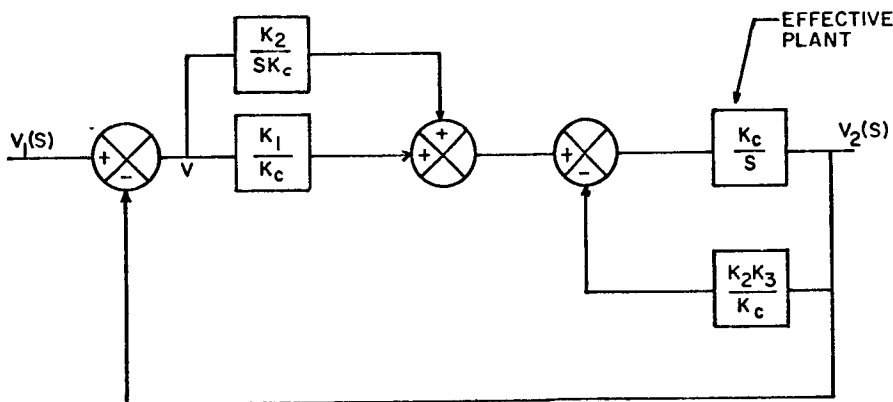 EFFECTIVE
PLANT
K2
SKc
V1(S)
+
-
V
K1
Kc
+
+
+
-
Kc
S
V2(S)
K2K3
Kc